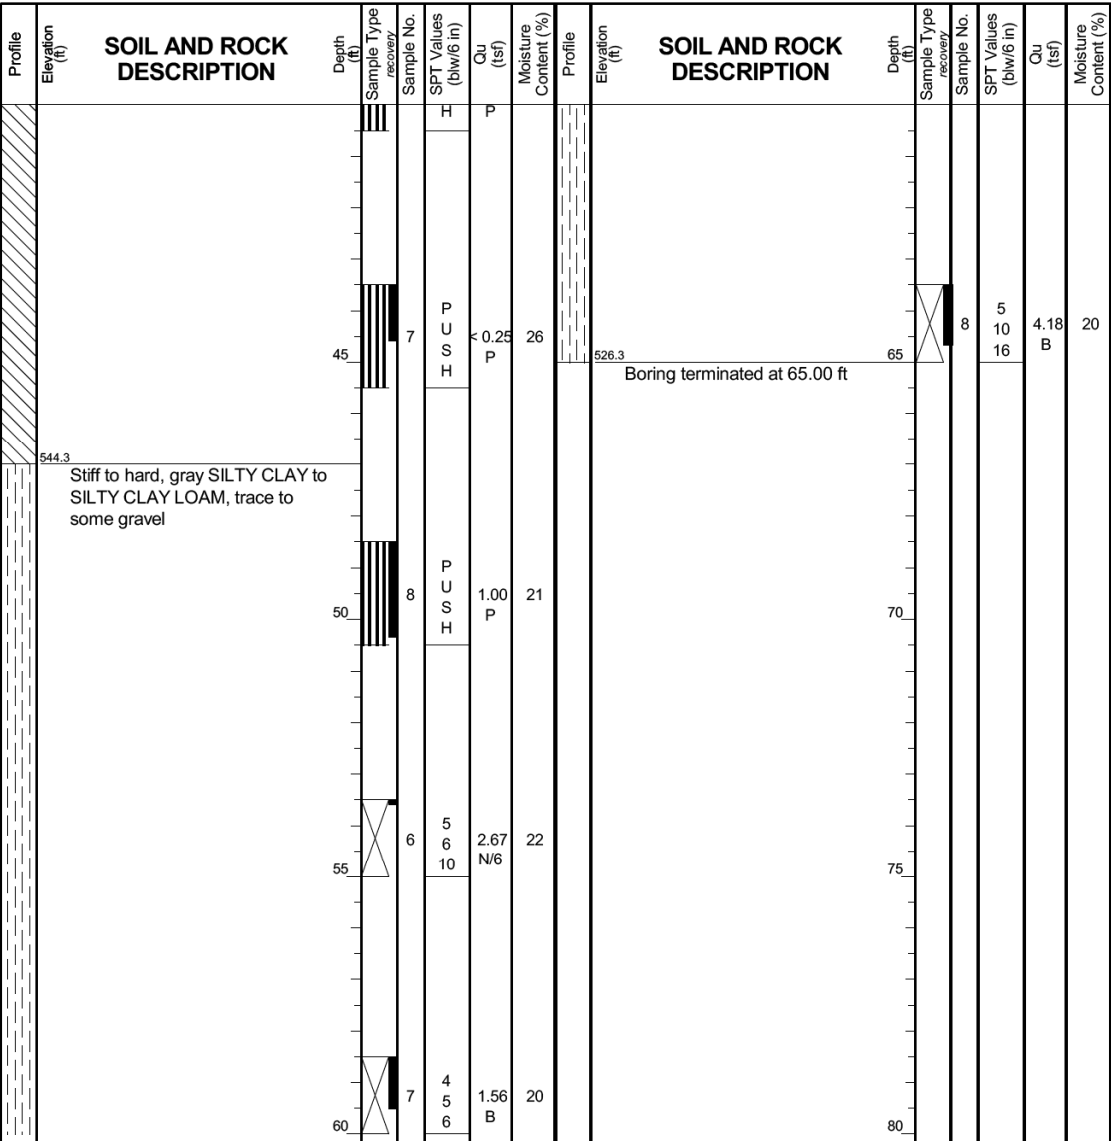 Profile
Elevation
(ft)
SOIL AND ROCK
DESCRIPTION
Depth
(ft)
Sample Type
recovery
Sample No.
SPT Values
(blw/6 in)
Qu
(tsf)
Moisture
Content (%)
Profile
Elevation
(ft)
SOIL AND ROCK
DESCRIPTION
Depth
(ft)
Sample Type
recovery
Sample No.
SPT Values
(blw/6 in)
Qu
(tsf)
Moisture
Content (%)
H P
P
U
7 < 0.25 26
S P
45
H
544.3
Stiff to hard, gray SILTY CLAY to
SILTY CLAY LOAM, trace to
some gravel
P
U
8 1.00 21
S P
50
H
5
6 6 2.67 22
10 N/6
55
4
7 5 1.56 20
6 B
60
5
8 10 4.18 20
16 B
526.3 65
Boring terminated at 65.00 ft
70
75
80